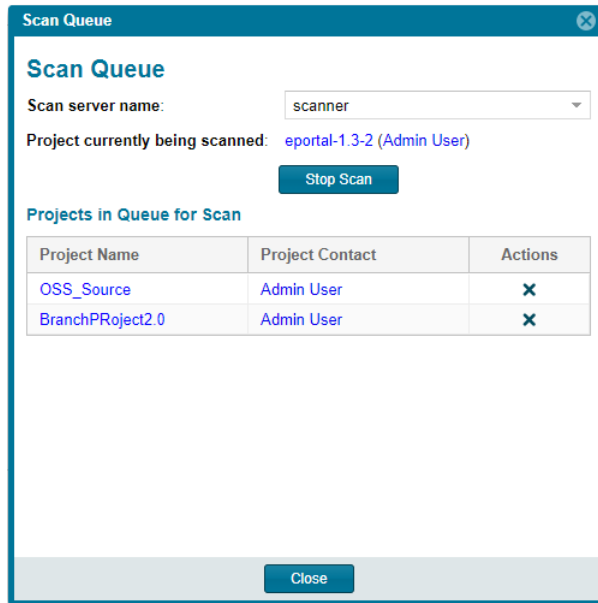 Scan Queue
Scan Queue
Scan server name: scanner
Project currently being scanned: eportal-1.3-2 (Admin User)
Stop Scan
Projects in Queue for Scan
Project Name Project Contact Actions
OSS_Source Admin User
BranchPRoject2.0 Admin User
Close